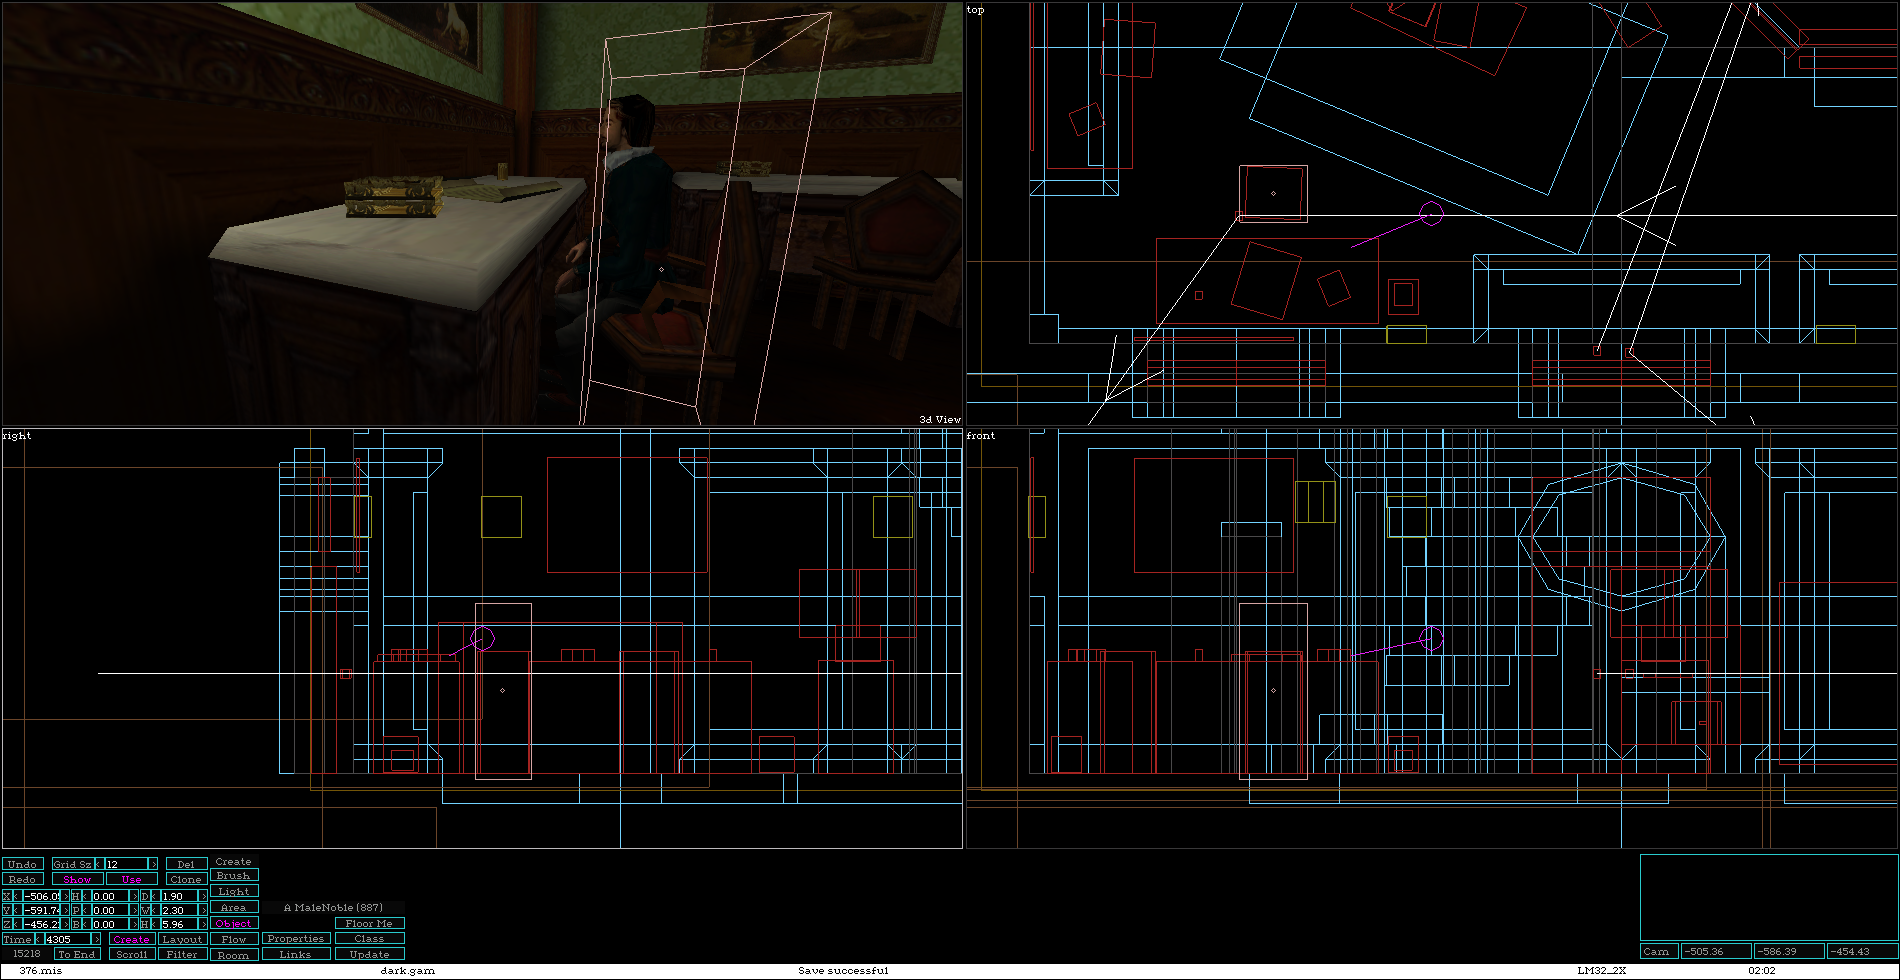 top
3d View
right
front
Undo Grid Sz < 12 > Del Create
Redo Show Use Clone Brush
X < -506.0 > H < 0.00 > D < 1.90 > Light
Y < -591.7 > P < 0.00 > W < 2.30 > Area A MaleNoble (887)
Z < -456.2 > B < 0.00 > H < 5.96 > Object Floor Me
Time < 4305 > Create Layout Flow Properties Class
15218 To End Scroll Filter Room Links Update
Cam -505.36 -586.39 -454.43
376.mis dark.gam Save successful LM32_2X 02:02